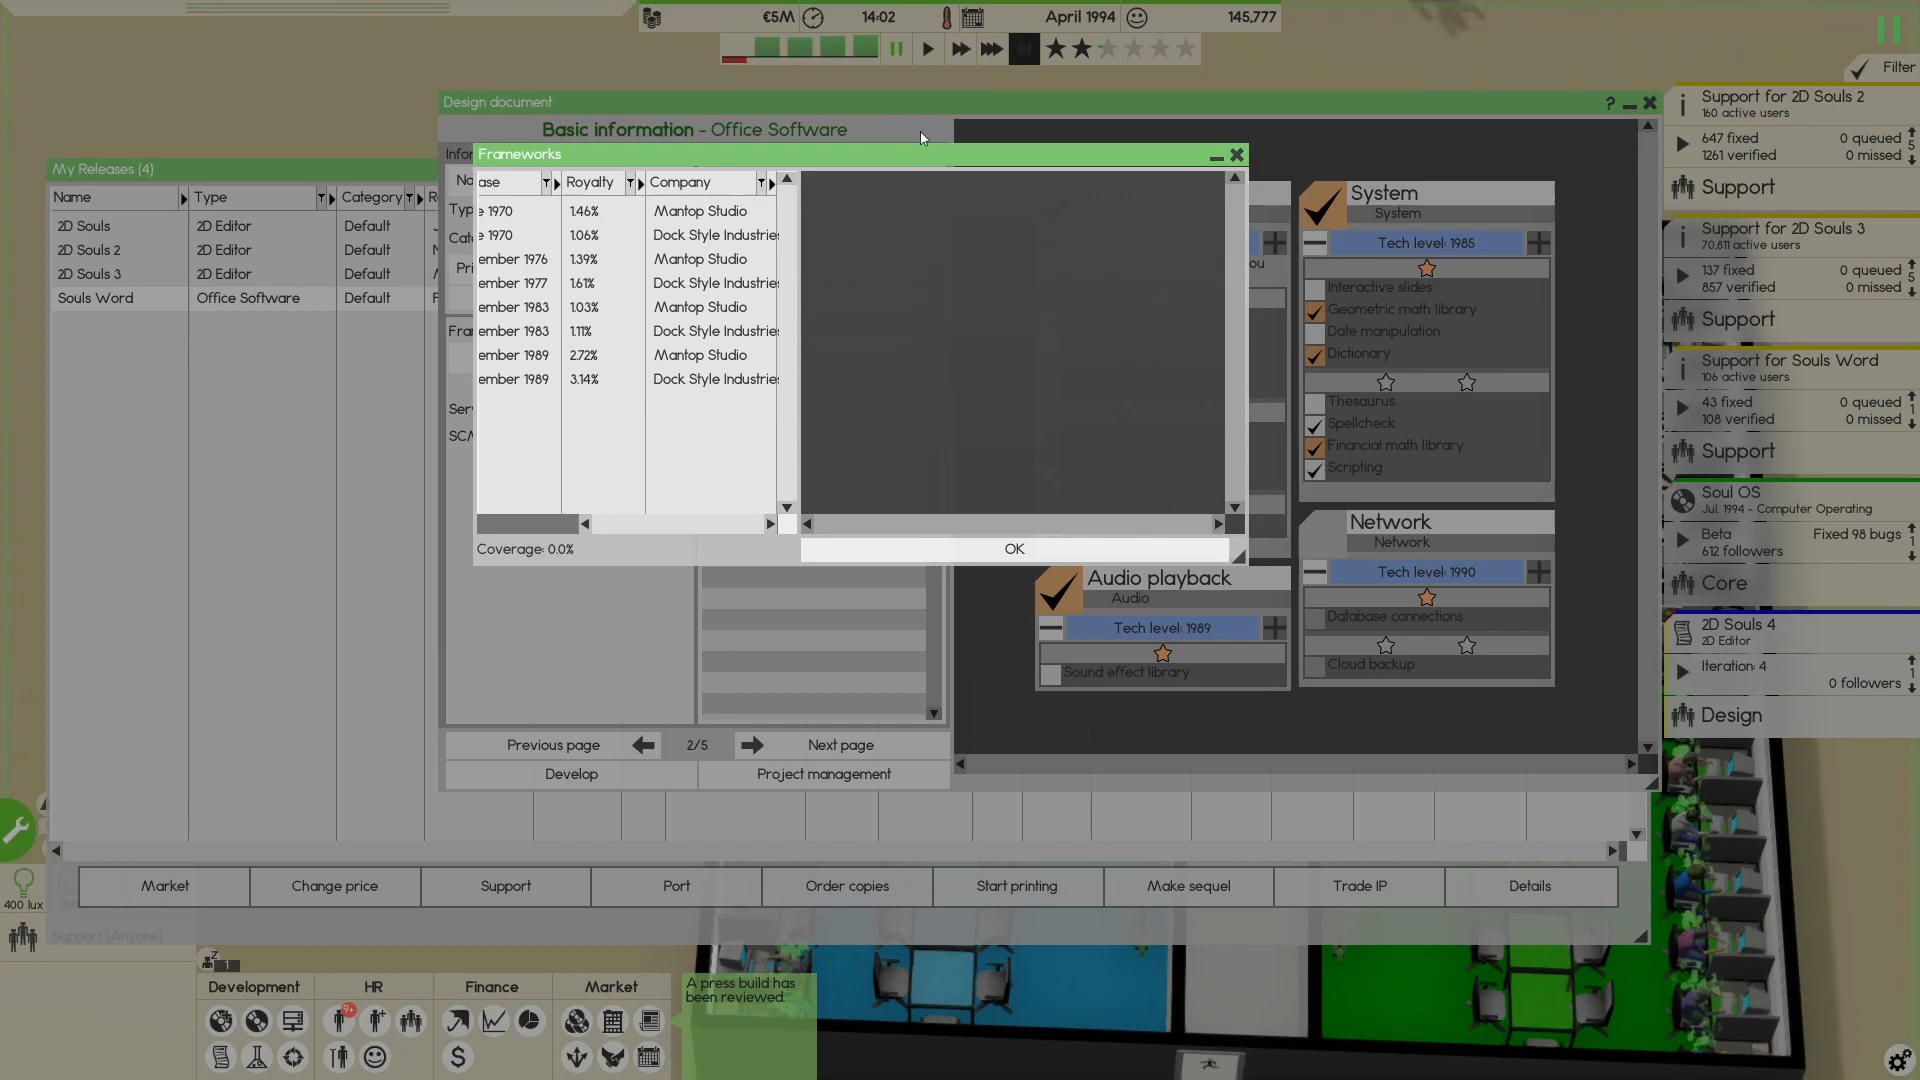 €5M
14:02
April 1994
145,777
Filter
Design document
?
Basic information - Office Software
My Releases (4)
Name
Type
Category
2D Souls
2D Editor
Default
2D Souls 2
2D Editor
Default
2D Souls 3
2D Editor
Default
Souls Word
Office Software
Default
Frameworks
Royalty
Company
1970
1.46%
Mantop Studio
1970
1.06%
Dock Style Industries
1976
1.39%
Mantop Studio
1977
1.61%
Dock Style Industries
1983
1.03%
Mantop Studio
1983
1.11%
Dock Style Industries
1989
2.72%
Mantop Studio
1989
3.14%
Dock Style Industries
Coverage: 0.0%
OK
System
System
Tech level: 1985
Interactive slides
Geometric math library
Date manipulation
Dictionary
Thesaurus
Spellcheck
Financial math library
Scripting
Network
Network
Tech level: 1990
Database connections
Cloud backup
Audio playback
Audio
Tech level: 1989
Sound effect library
Previous page
2/5
Next page
Develop
Project management
Support for 2D Souls 2
160 active users
647 fixed
0 queued
1261 verified
0 missed
5
Support
Support for 2D Souls 3
70,811 active users
137 fixed
0 queued
857 verified
0 missed
5
Support
Support for Souls Word
106 active users
43 fixed
0 queued
108 verified
0 missed
1
Support
Soul OS
Jul. 1994 - Computer Operating
Beta
Fixed 98 bugs
612 followers
1
Core
2D Souls 4
2D Editor
Iteration: 4
0 followers
1
Design
Market
Change price
Support
Port
Order copies
Start printing
Make sequel
Trade IP
Details
Support (Anyone)
400 lux
1
Development
HR
Finance
Market
9+
A press build has
been reviewed.